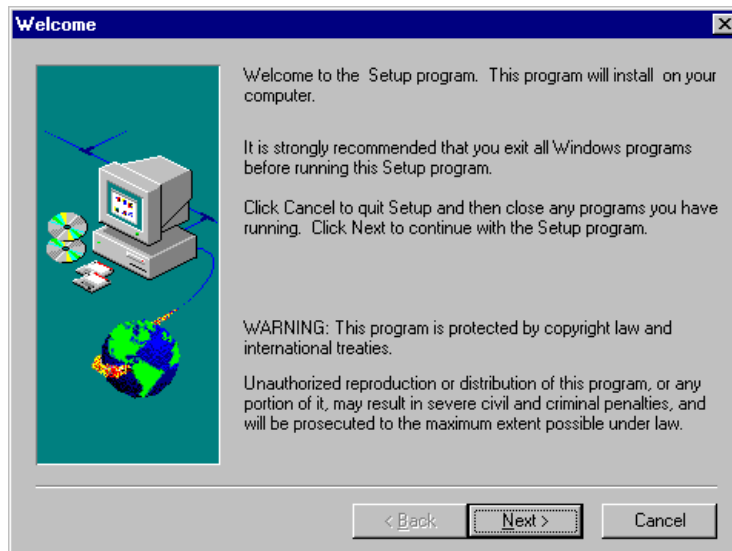 Welcome
Welcome to the  Setup program.  This program will install  on your
computer.
It is strongly recommended that you exit all Windows programs
before running this Setup program.
Click Cancel to quit Setup and then close any programs you have
running.  Click Next to continue with the Setup program.
WARNING: This program is protected by copyright law and
international treaties.
Unauthorized reproduction or distribution of this program, or any
portion of it, may result in severe civil and criminal penalties, and
will be prosecuted to the maximum extent possible under law.
< Back
Next >
Cancel